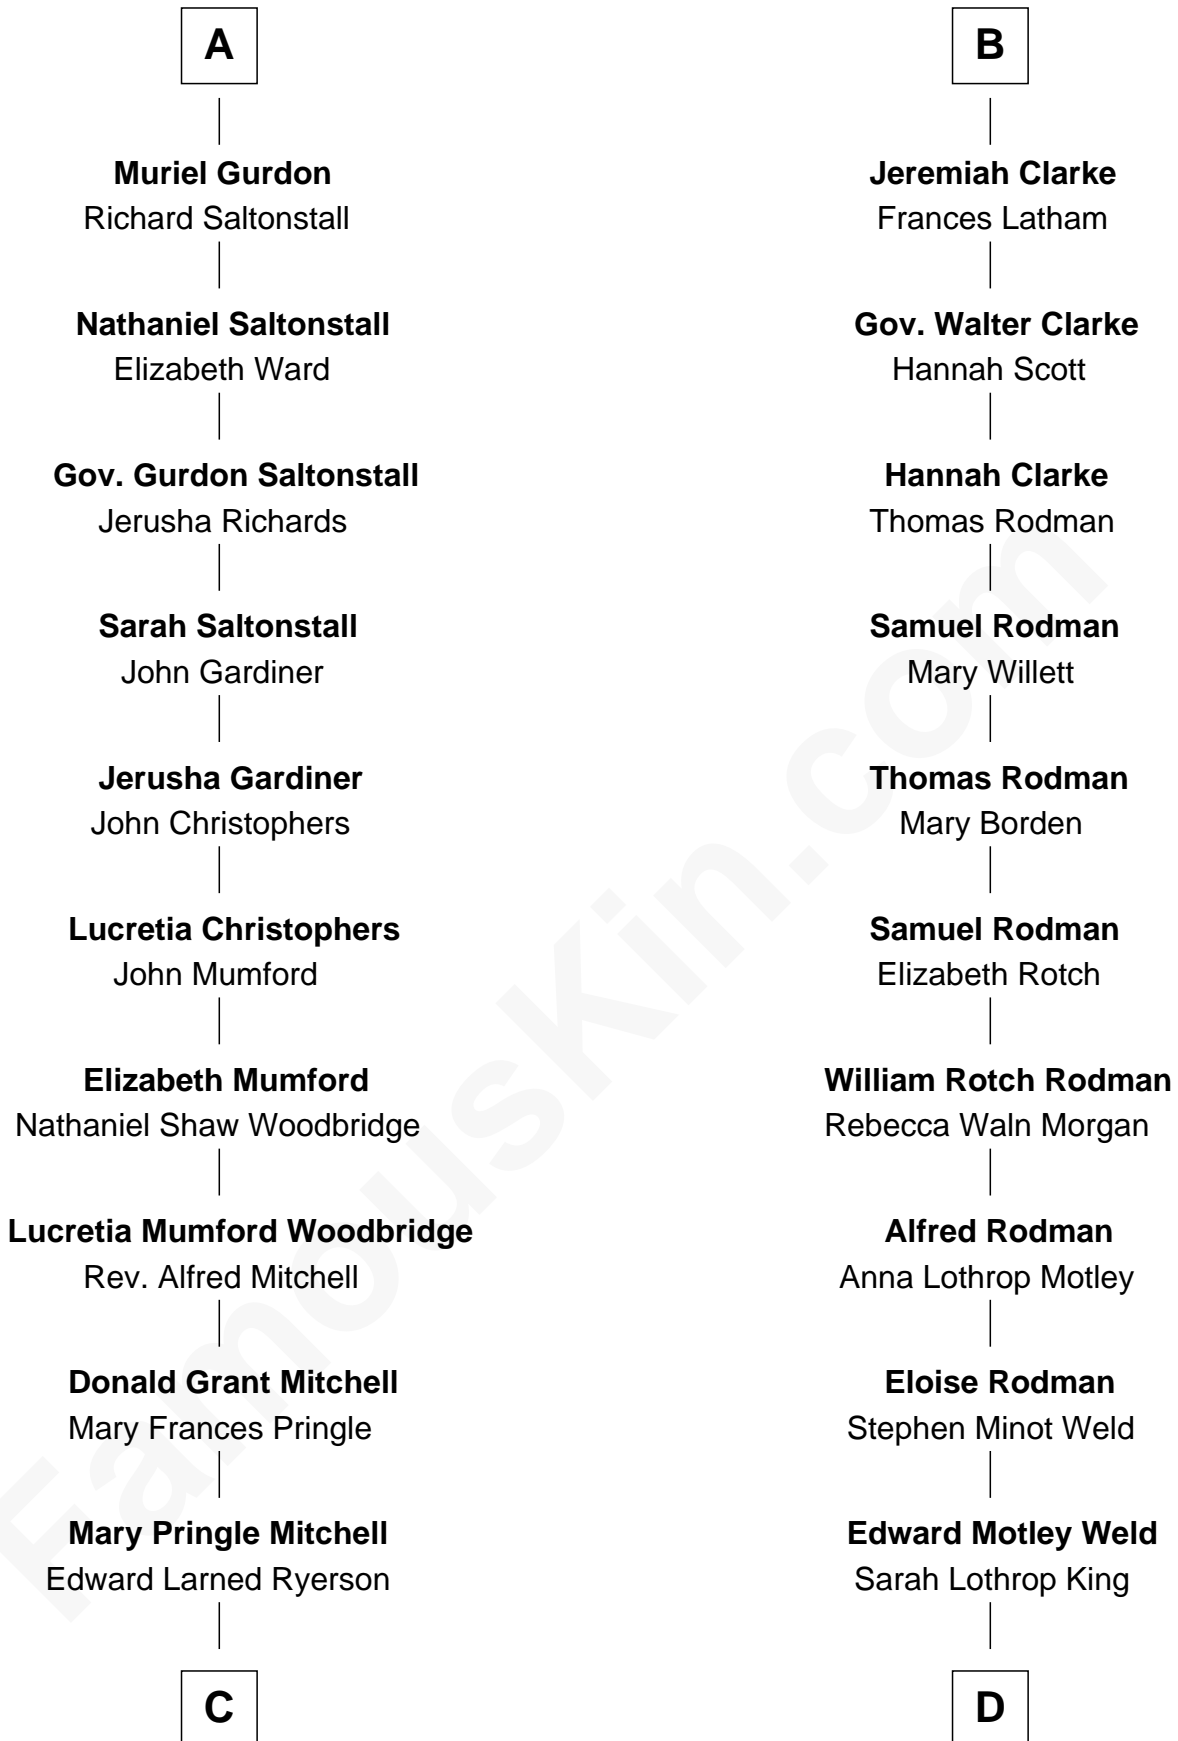 A
Muriel Gurdon
Richard Saltonstall
Nathaniel Saltonstall
Elizabeth Ward
Gov. Gurdon Saltonstall
Jerusha Richards
Sarah Saltonstall
John Gardiner
Jerusha Gardiner
John Christophers
Lucretia Christophers
John Mumford
Elizabeth Mumford
Nathaniel Shaw Woodbridge
Lucretia Mumford Woodbridge
Rev. Alfred Mitchell
Donald Grant Mitchell
Mary Frances Pringle
Mary Pringle Mitchell
Edward Larned Ryerson
C
B
Jeremiah Clarke
Frances Latham
Gov. Walter Clarke
Hannah Scott
Hannah Clarke
Thomas Rodman
Samuel Rodman
Mary Willett
Thomas Rodman
Mary Borden
Samuel Rodman
Elizabeth Rotch
William Rotch Rodman
Rebecca Waln Morgan
Alfred Rodman
Anna Lothrop Motley
Eloise Rodman
Stephen Minot Weld
Edward Motley Weld
Sarah Lothrop King
D
FamousKin.com